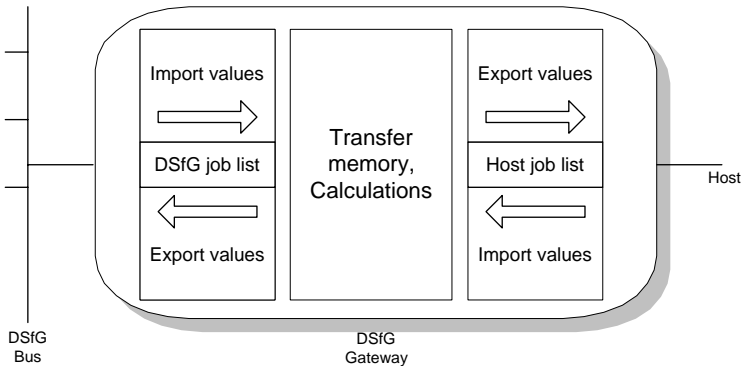 Import values
DSfG job list
Export values
Transfer
memory,
Calculations
Export values
Host job list
Import values
Host
DSfG
Bus
DSfG
Gateway